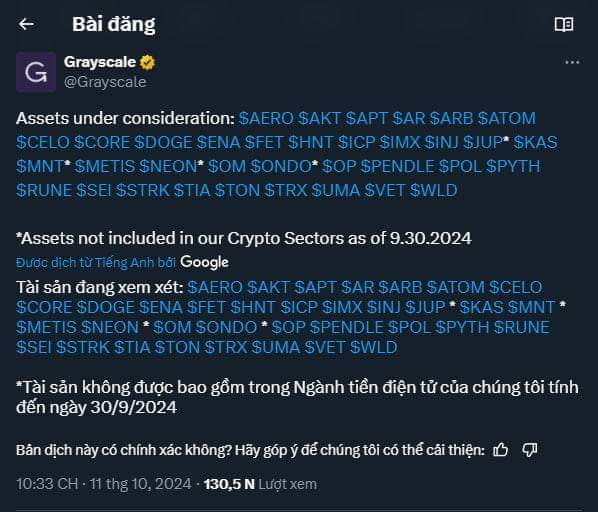 Bài đăng
Grayscale
@Grayscale
Assets under consideration: $AERO $AKT $APT $AR $ARB $ATOM
$CELO $CORE $DOGE $ENA $FET $HNT $ICP $IMX $INJ $JUP* $KAS
$MNT* $METIS $NEON* $OM $ONDO* $OP $PENDLE $POL $PYTH
$RUNE $SEI $STRK $TIA $TON $TRX $UMA $VET $WLD
*Assets not included in our Crypto Sectors as of 9.30.2024
Được dịch từ Tiếng Anh bởi Google
Tài sản đang xem xét: $AERO $AKT $APT $AR $ARB $ATOM $CELO
$CORE $DOGE $ENA $FET $HNT $ICP $IMX $INJ $JUP * $KAS $MNT *
$METIS $NEON * $OM $ONDO * $OP $PENDLE $POL $PYTH $RUNE
$SEI $STRK $TIA $TON $TRX $UMA $VET $WLD
*Tài sản không được bao gồm trong Ngành tiền điện tử của chúng tôi tính
đến ngày 30/9/2024
Bản dịch này có chính xác không? Hãy góp ý để chúng tôi có thể cải thiện:
10:33 CH · 11 thg 10, 2024 · 130,5 N Lượt xem